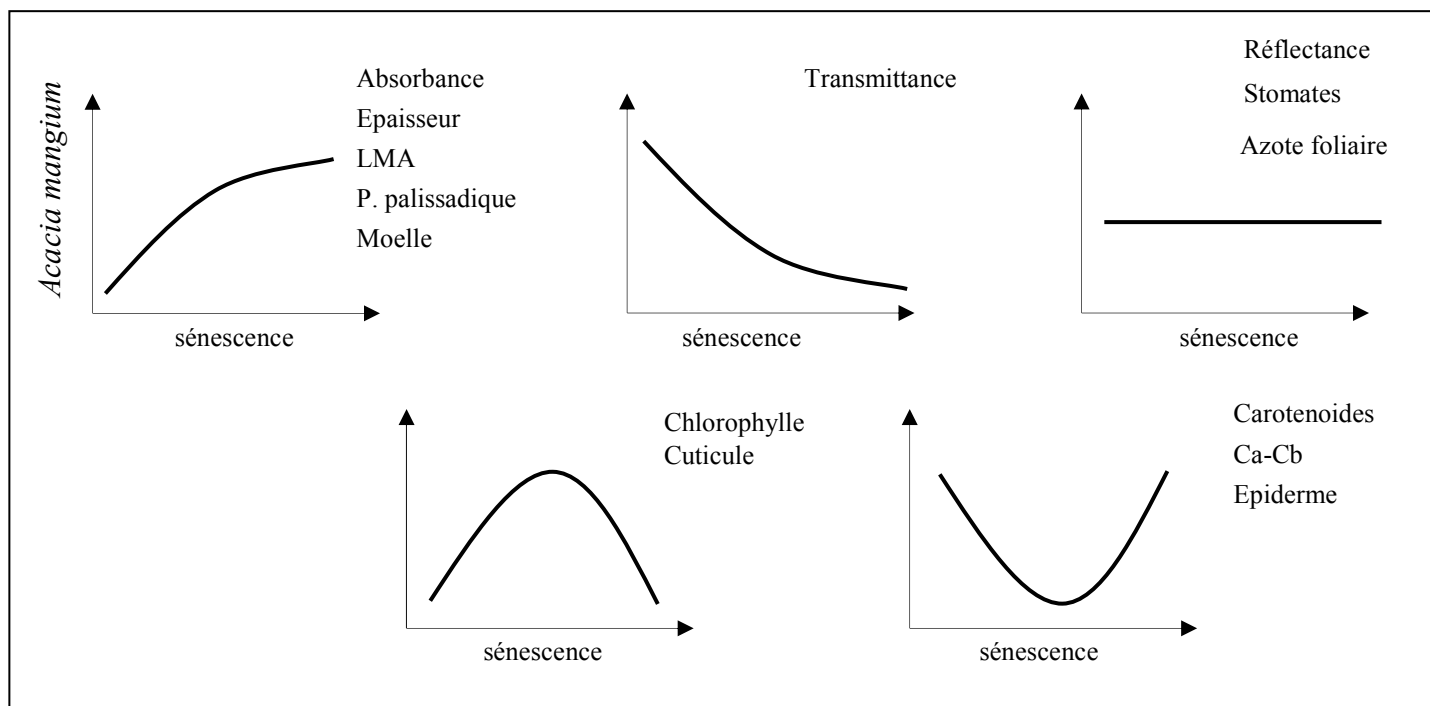 Acacia mangium
Absorbance
Epaisseur
LMA
P. palissadique
Moelle
sénescence
Transmittance
sénescence
Réflectance
Stomates
Azote foliaire
sénescence
Chlorophylle
Cuticule
sénescence
Carotenoides
Ca-Cb
Epiderme
sénescence